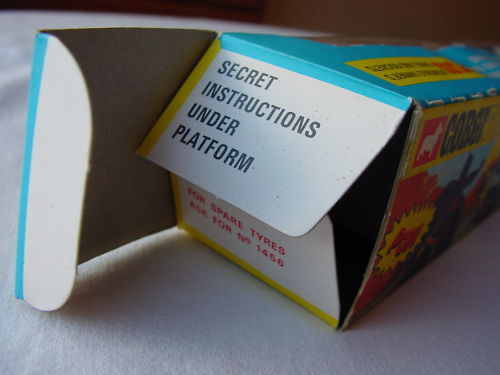 SECRET
INSTRUCTIONS
UNDER
PLATFORM
FOR SPARE TYRES
ASK FOR No 1456
CORGI